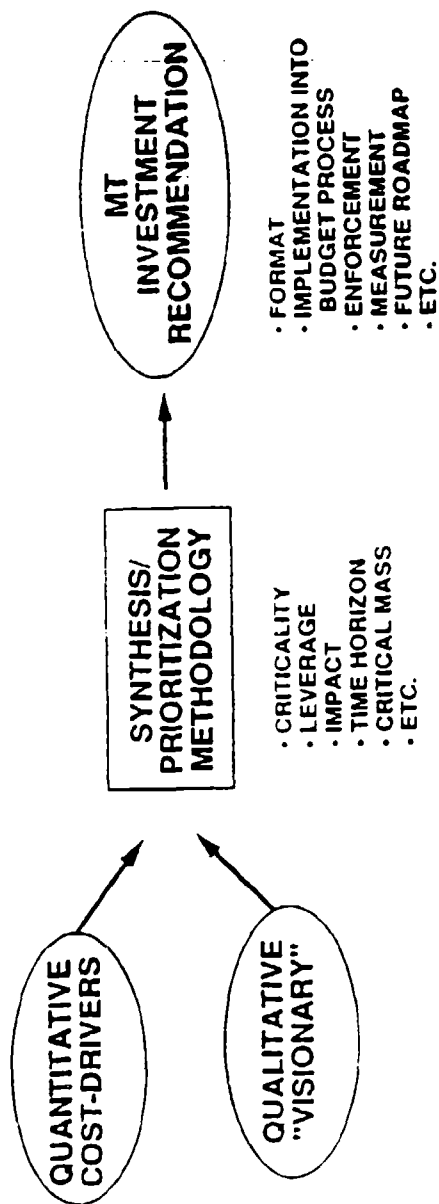 QUANTITATIVE
COST-DRIVERS
QUALITATIVE
"VISIONARY"
SYNTHESIS/
PRIORITIZATION
METHODOLOGY
· CRITICALITY
· LEVERAGE
· IMPACT
· TIME HORIZON
· CRITICAL MASS
· ETC.
MT
INVESTMENT
RECOMMENDATION
· FORMAT
· IMPLEMENTATION INTO
BUDGET PROCESS
· ENFORCEMENT
· MEASUREMENT
· FUTURE ROADMAP
· ETC.